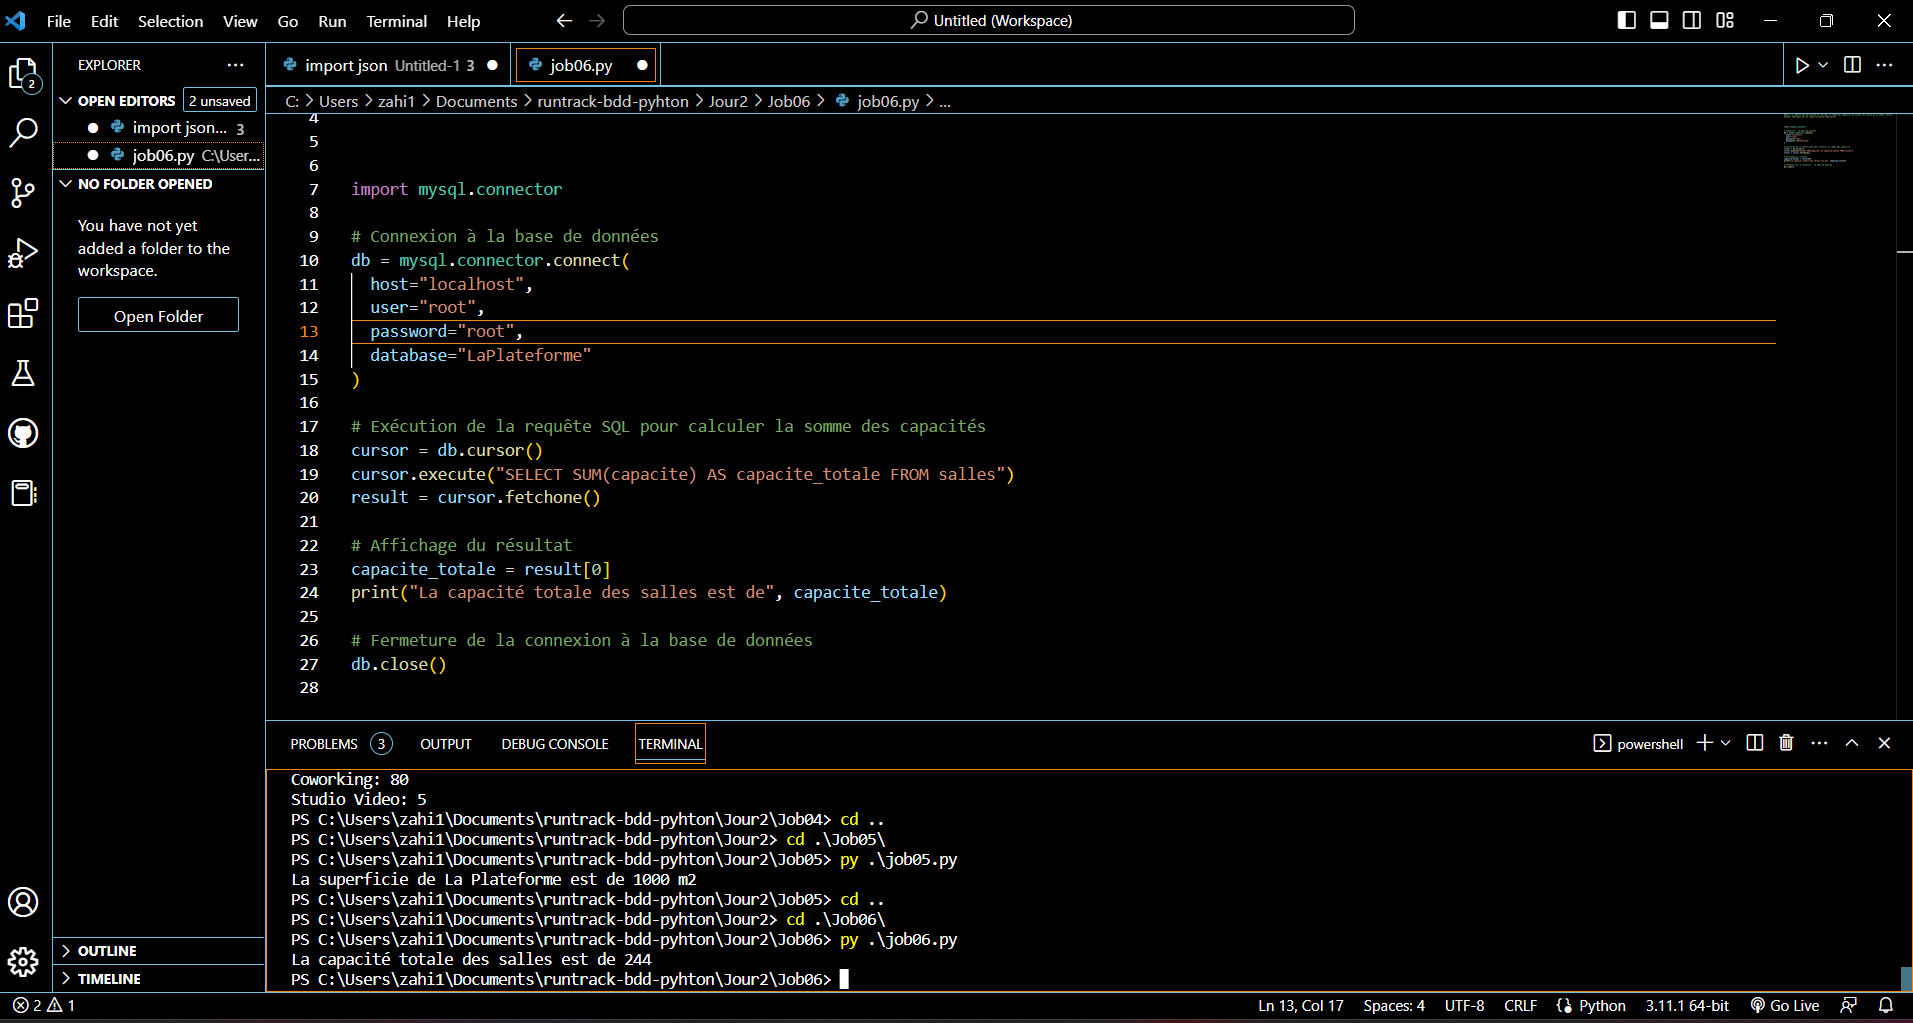 File Edit Selection View Go Run Terminal Help
Untitled (Workspace)
EXPLORER
import json Untitled-1 3
job06.py
OPEN EDITORS 2 unsaved
C: > Users > zahi1 > Documents > runtrack-bdd-pyhton > Jour2 > Job06 > job06.py > ...
import json... 3
job06.py C:\User...
NO FOLDER OPENED
You have not yet
added a folder to the
workspace.
Open Folder
2
4
5
6
7 import mysql.connector
8
9 # Connexion à la base de données
10 db = mysql.connector.connect(
11 host="localhost",
12 user="root",
13 password="root",
14 database="LaPlateforme"
15 )
16
17 # Exécution de la requête SQL pour calculer la somme des capacités
18 cursor = db.cursor()
19 cursor.execute("SELECT SUM(capacite) AS capacite_totale FROM salles")
20 result = cursor.fetchone()
21
22 # Affichage du résultat
23 capacite_totale = result[0]
24 print("La capacité totale des salles est de", capacite_totale)
25
26 # Fermeture de la connexion à la base de données
27 db.close()
28
PROBLEMS 3 OUTPUT DEBUG CONSOLE TERMINAL
powershell
Coworking: 80
Studio Video: 5
PS C:\Users\zahi1\Documents\runtrack-bdd-pyhton\Jour2\Job04> cd ..
PS C:\Users\zahi1\Documents\runtrack-bdd-pyhton\Jour2> cd .\Job05\
PS C:\Users\zahi1\Documents\runtrack-bdd-pyhton\Jour2\Job05> py .\job05.py
La superficie de La Plateforme est de 1000 m2
PS C:\Users\zahi1\Documents\runtrack-bdd-pyhton\Jour2\Job05> cd ..
PS C:\Users\zahi1\Documents\runtrack-bdd-pyhton\Jour2> cd .\Job06\
PS C:\Users\zahi1\Documents\runtrack-bdd-pyhton\Jour2\Job06> py .\job06.py
La capacité totale des salles est de 244
PS C:\Users\zahi1\Documents\runtrack-bdd-pyhton\Jour2\Job06>
OUTLINE
TIMELINE
2 1
Ln 13, Col 17 Spaces: 4 UTF-8 CRLF Python 3.11.1 64-bit Go Live